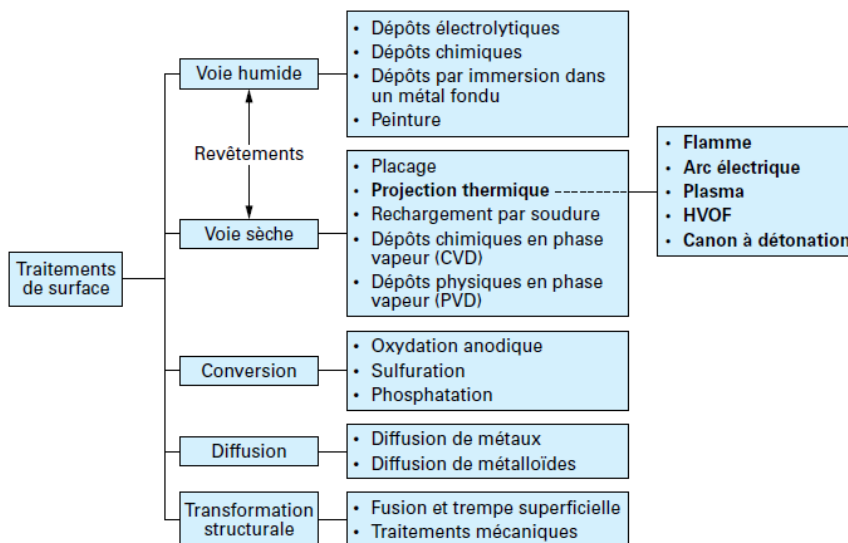 Traitements
de surface
Voie humide
Revêtements
Voie sèche
Conversion
Diffusion
Transformation
structurale
• Dépôts électrolytiques
• Dépôts chimiques
• Dépôts par immersion dans
un métal fondu
• Peinture
• Placage
• Projection thermique
• Rechargement par soudure
• Dépôts chimiques en phase
vapeur (CVD)
• Dépôts physiques en phase
vapeur (PVD)
• Oxydation anodique
• Sulfuration
• Phosphatation
• Diffusion de métaux
• Diffusion de métalloïdes
• Fusion et trempe superficielle
• Traitements mécaniques
• Flamme
• Arc électrique
• Plasma
• HVOF
• Canon à détonation